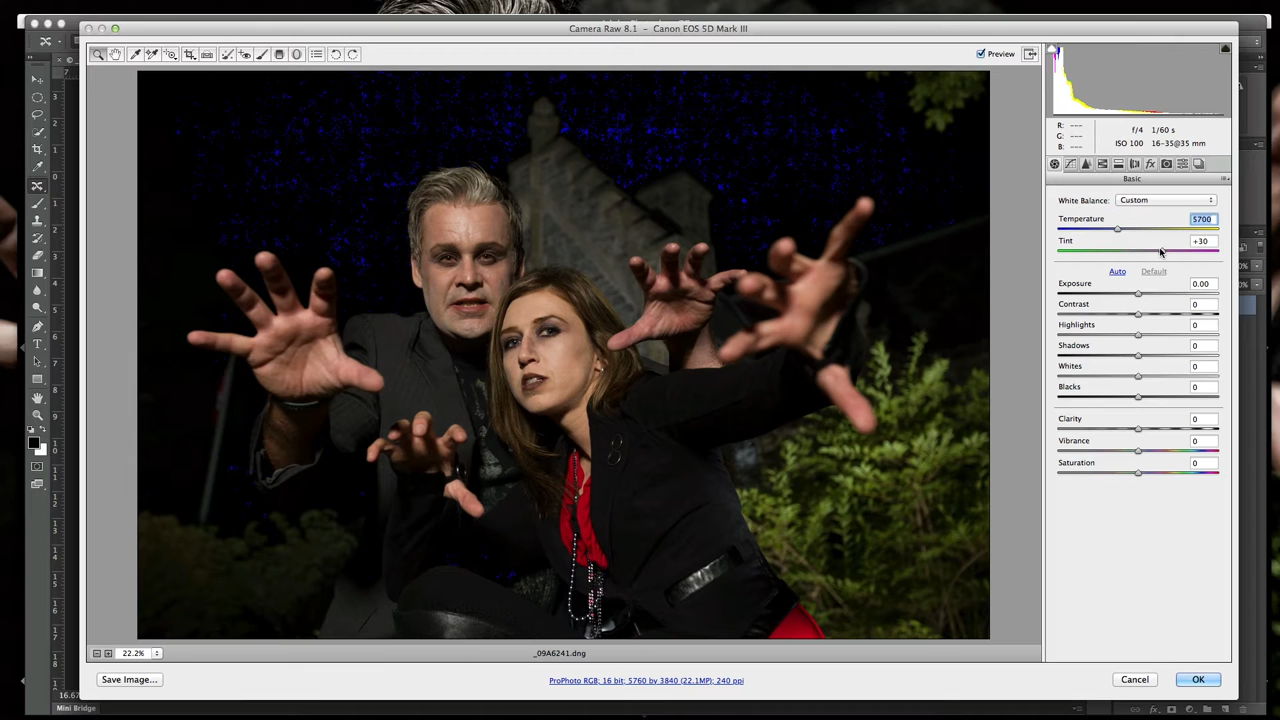 Camera Raw 8.1 - Canon EOS 5D Mark III
Preview
R: ---
G: ---
B: ---
f/4 1/60 s
ISO 100 16-35@35 mm
Basic
White Balance: Custom
Temperature 5700
Tint +30
Auto Default
Exposure 0.00
Contrast 0
Highlights 0
Shadows 0
Whites 0
Blacks 0
Clarity 0
Vibrance 0
Saturation 0
22.2%
_09A6241.dng
Save Image...
ProPhoto RGB; 16 bit; 5760 by 3840 (22.1MP); 240 ppi
Cancel
OK
16.67
Mini Bridge